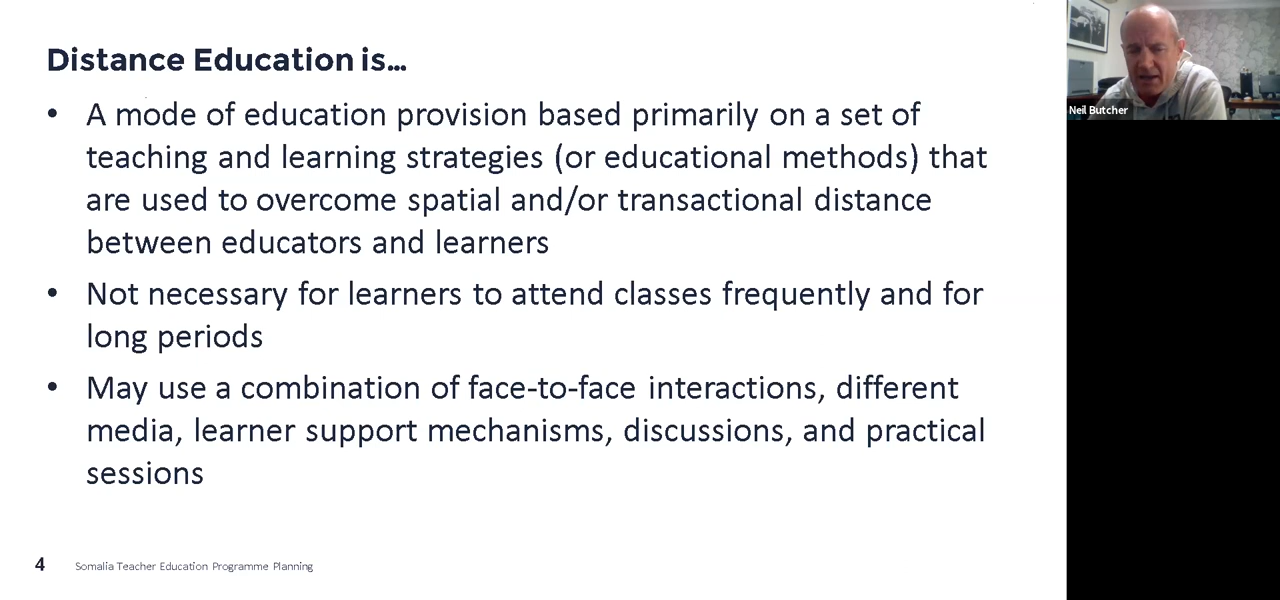 Distance Education is...
• A mode of education provision based primarily on a set of
teaching and learning strategies (or educational methods) that
are used to overcome spatial and/or transactional distance
between educators and learners
• Not necessary for learners to attend classes frequently and for
long periods
• May use a combination of face-to-face interactions, different
media, learner support mechanisms, discussions, and practical
sessions
4 Somalia Teacher Education Programme Planning
Neil Butcher